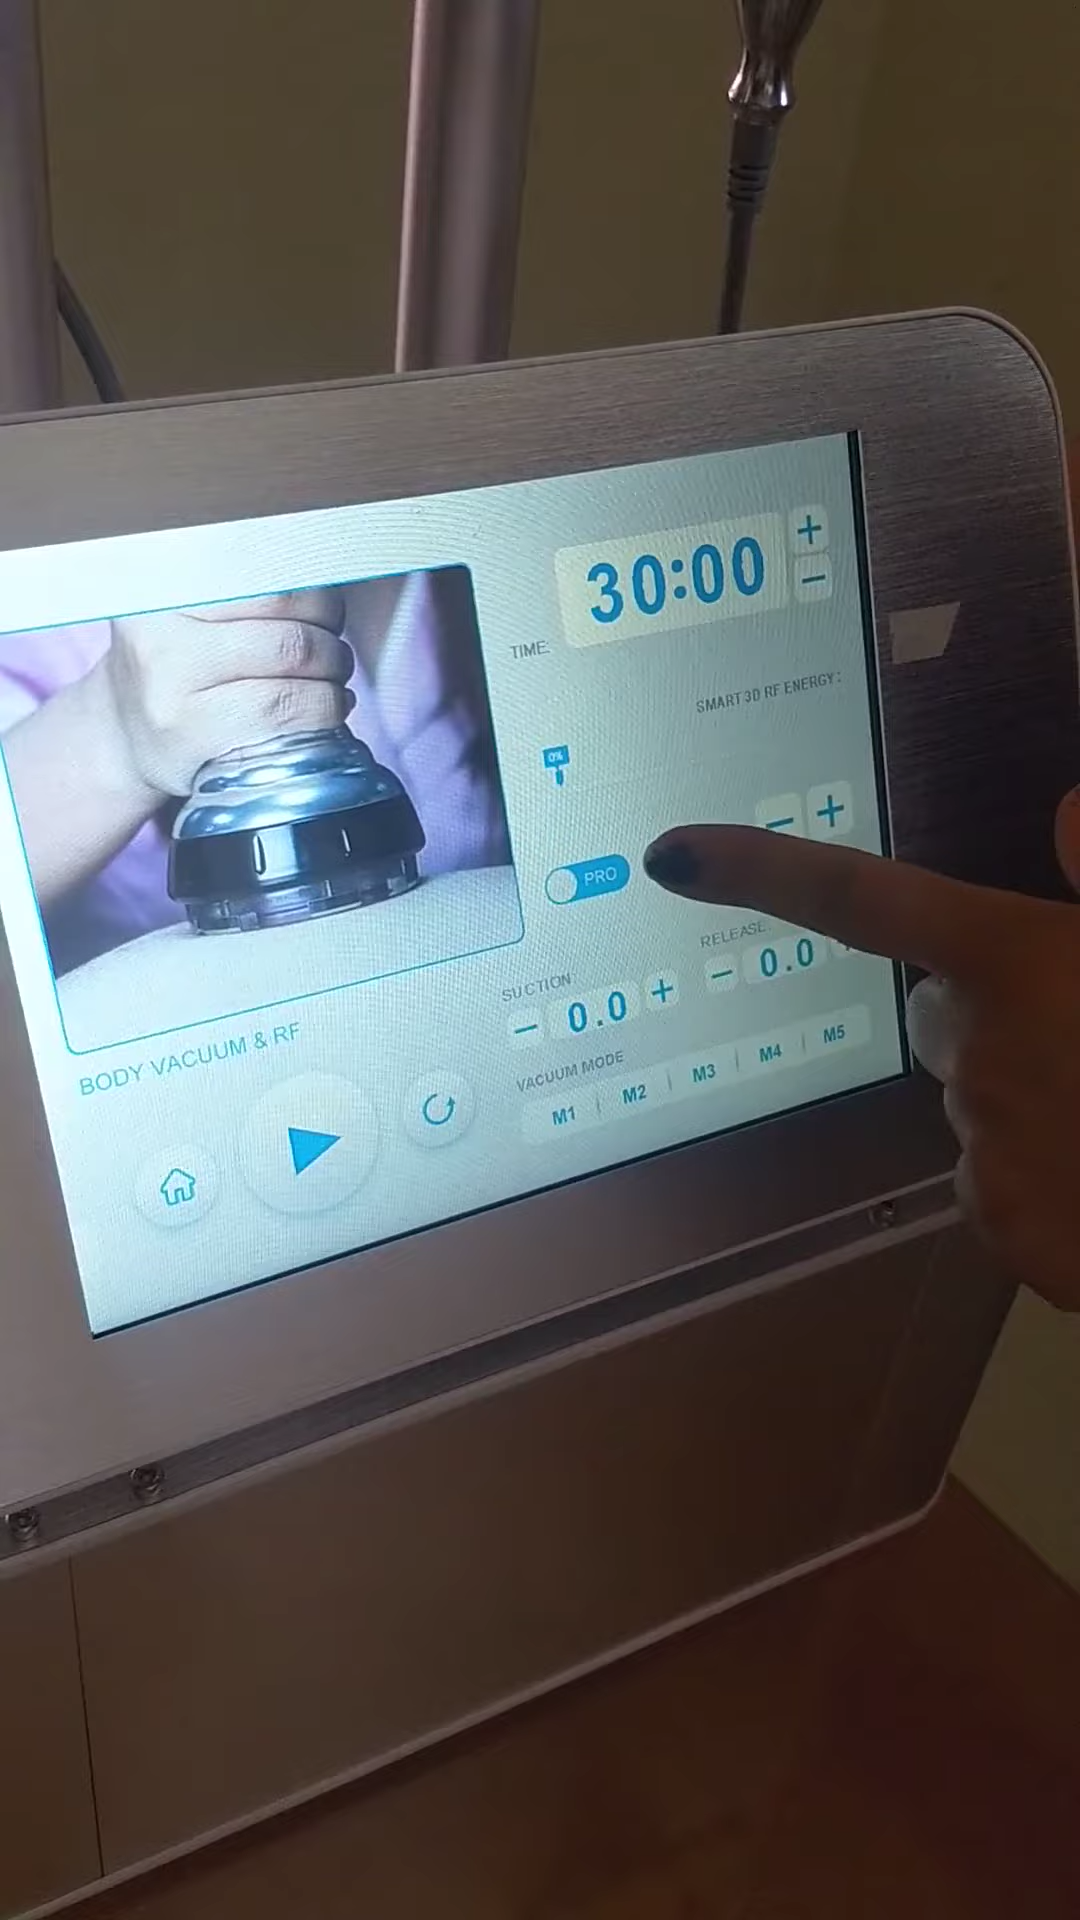 30:00
TIME:
SMART 3D RF ENERGY:
0%
PRO
SUCTION:
RELEASE:
0.0
0.0
BODY VACUUM & RF
VACUUM MODE
M1 | M2 | M3 | M4 | M5